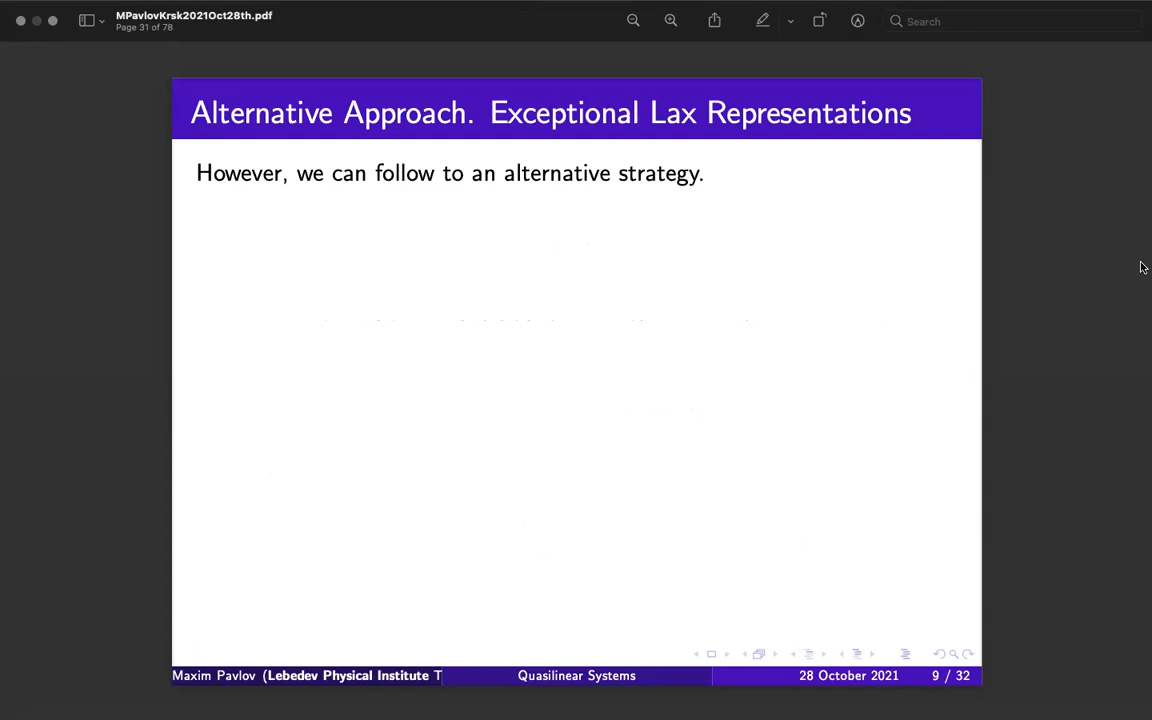 MPavlovKrsk2021Oct28th.pdf
Page 31 of 78
Search
Alternative Approach. Exceptional Lax Representations
However, we can follow to an alternative strategy.
Maxim Pavlov (Lebedev Physical Institute T
Quasilinear Systems
28 October 2021
9 / 32